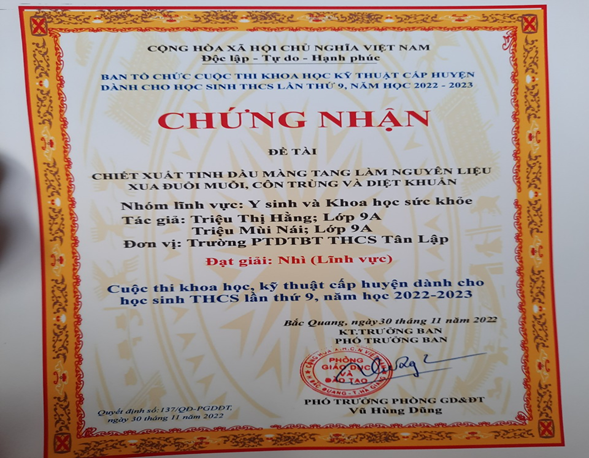 CỘNG HÒA XÃ HỘI CHỦ NGHĨA VIỆT NAM
Độc lập - Tự do - Hạnh phúc
BAN TỔ CHỨC CUỘC THI KHOA HỌC KỸ THUẬT CẤP HUYỆN
DÀNH CHO HỌC SINH THCS LẦN THỨ 9, NĂM HỌC 2022 - 2023
CHỨNG NHẬN
ĐỀ TÀI
CHIẾT XUẤT TINH DẦU MÀNG TANG LÀM NGUYÊN LIỆU
XUA ĐUỔI MUỖI, CÔN TRÙNG VÀ DIỆT KHUẨN
Nhóm lĩnh vực: Y sinh và Khoa học sức khỏe
Tác giả: Triệu Thị Hằng; Lớp 9A
Triệu Mùi Nái; Lớp 9A
Đơn vị: Trường PTDTBT THCS Tân Lập
Đạt giải: Nhì (Lĩnh vực)
Cuộc thi khoa học, kỹ thuật cấp huyện dành cho
học sinh THCS lần thứ 9, năm học 2022-2023
Bắc Quang, ngày 30 tháng 11 năm 2022
KT.TRƯỞNG BAN
PHÓ TRƯỞNG BAN
PHÒNG
GIÁO DỤC
ĐÀO TẠO
PHÓ TRƯỞNG PHÒNG GD&ĐT
Vũ Hùng Dũng
Quyết định số:137/QĐ-PGDĐT,
ngày 30 tháng 11 năm 2022